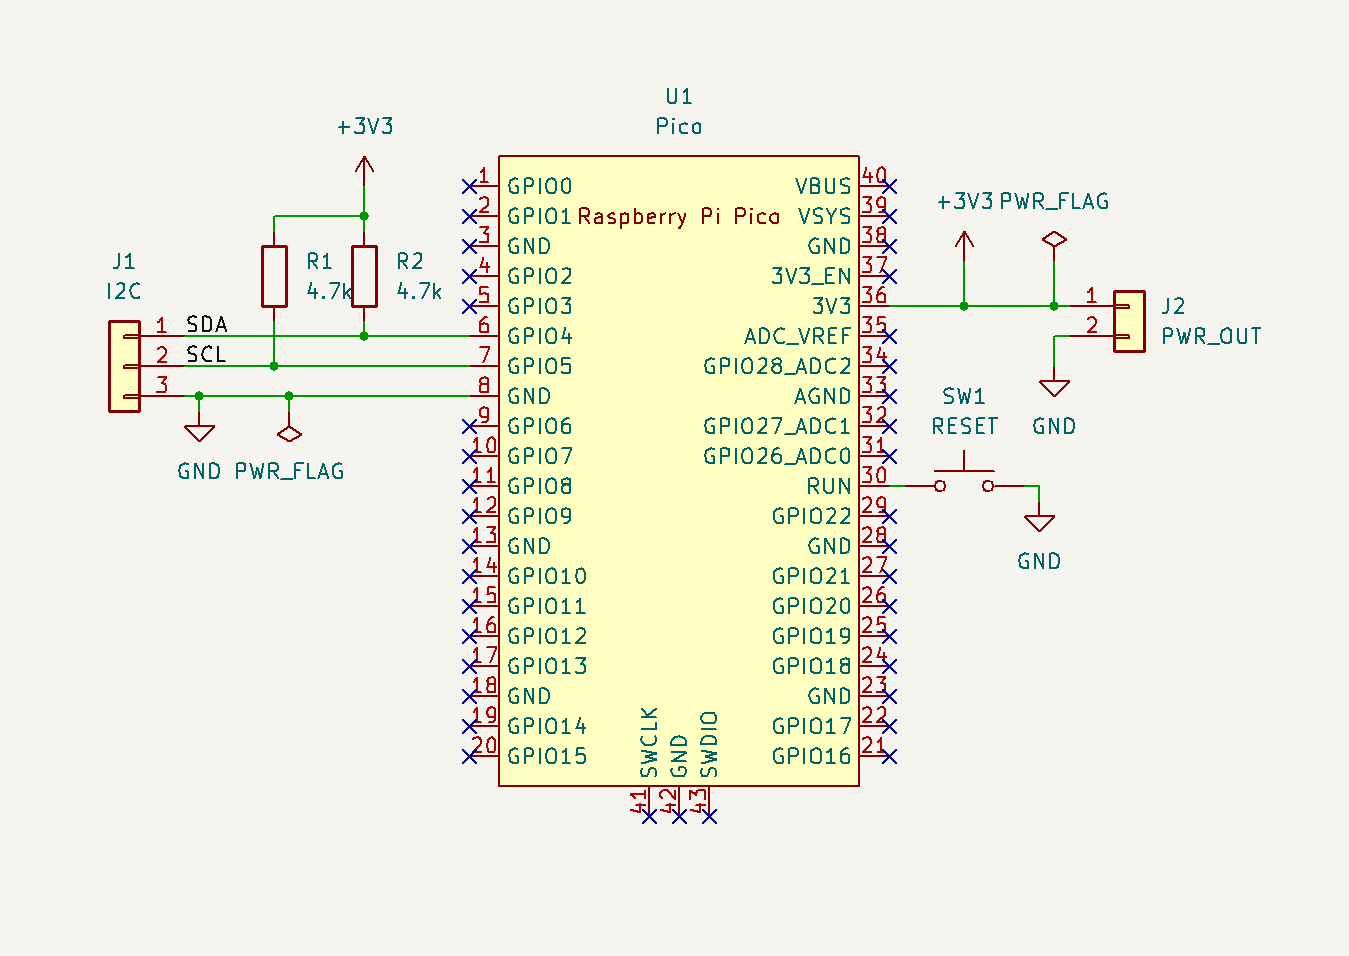 U1
Pico
+3V3
1 GPIO0 VBUS 40
2 GPIO1 Raspberry Pi Pico VSYS 39
+3V3 PWR_FLAG
3 GND GND 38
J1 R1 R2
4 GPIO2 3V3_EN 37
I2C 4.7k 4.7k
5 GPIO3 3V3 36 1 J2
1 SDA 6 GPIO4 ADC_VREF 35 2 PWR_OUT
2 SCL 7 GPIO5 GPIO28_ADC2 34
3 8 GND AGND 33 SW1
9 GPIO6 GPIO27_ADC1 32 RESET GND
10 GPIO7 GPIO26_ADC0 31
GND PWR_FLAG
11 GPIO8 RUN 30
12 GPIO9 GPIO22 29
13 GND GND 28
GND
14 GPIO10 GPIO21 27
15 GPIO11 GPIO20 26
16 GPIO12 GPIO19 25
17 GPIO13 GPIO18 24
18 GND GND 23
19 GPIO14 GPIO17 22
20 GPIO15 GPIO16 21
SWCLK GND SWDIO
41 42 43